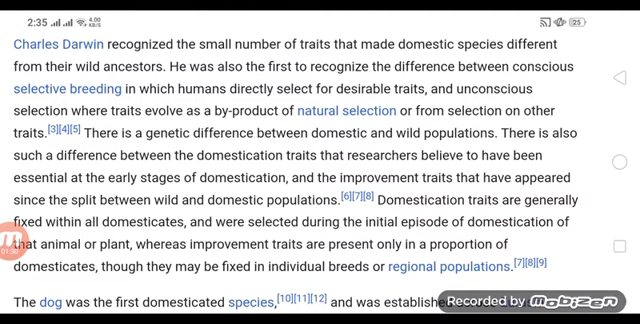 2:35 4.00 KB/S 25
Charles Darwin recognized the small number of traits that made domestic species different
from their wild ancestors. He was also the first to recognize the difference between conscious
selective breeding in which humans directly select for desirable traits, and unconscious
selection where traits evolve as a by-product of natural selection or from selection on other
traits.[3][4][5] There is a genetic difference between domestic and wild populations. There is also
such a difference between the domestication traits that researchers believe to have been
essential at the early stages of domestication, and the improvement traits that have appeared
since the split between wild and domestic populations.[6][7][8] Domestication traits are generally
fixed within all domesticates, and were selected during the initial episode of domestication of
that animal or plant, whereas improvement traits are present only in a proportion of
01:30
domesticates, though they may be fixed in individual breeds or regional populations.[7][8][9]
The dog was the first domesticated species,[10][11][12] and was established
Recorded by Mobizen